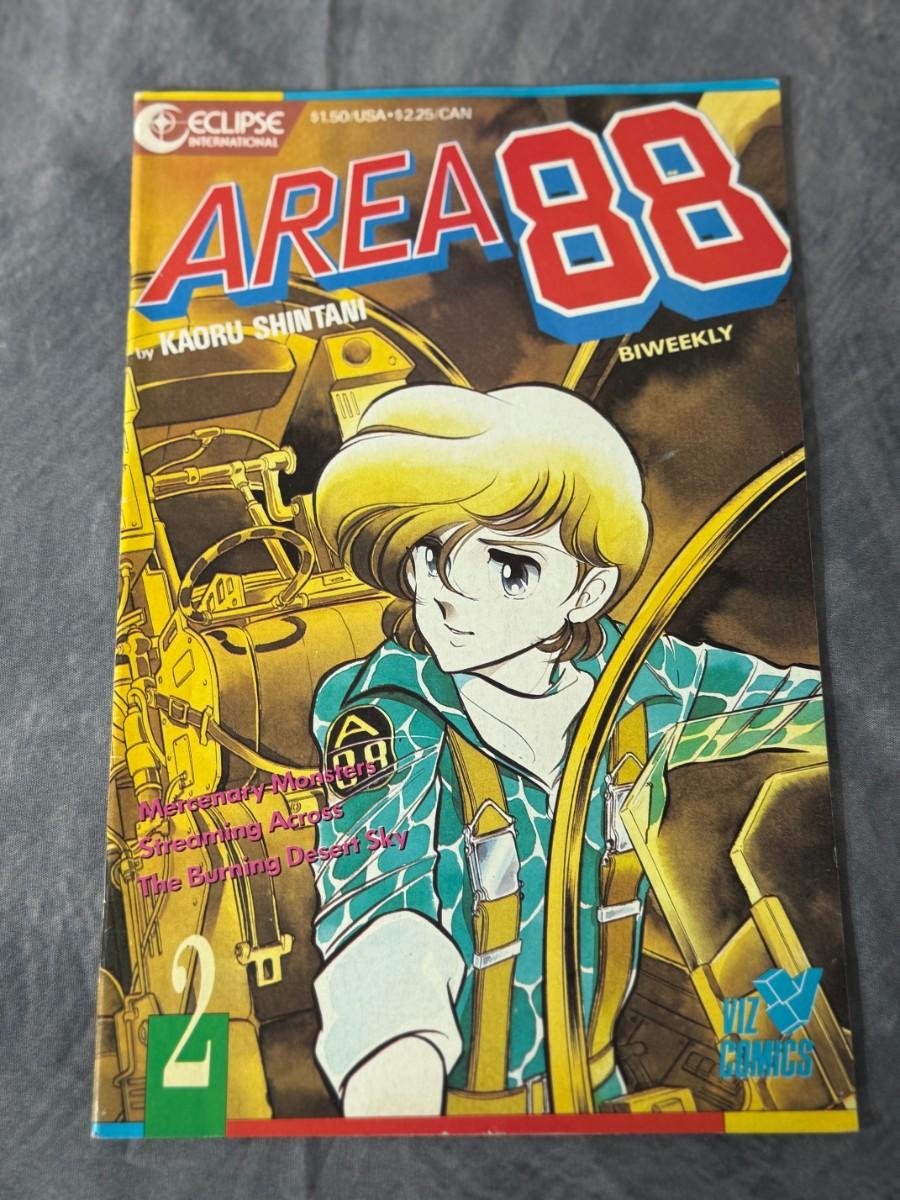 ECLIPSE
INTERNATIONAL
$1.50/USA•$2.25/CAN
AREA 88
by KAORU SHINTANI
BIWEEKLY
A
88
Mercenary Monsters
Streaming Across
The Burning Desert Sky
2
VIZ
COMICS